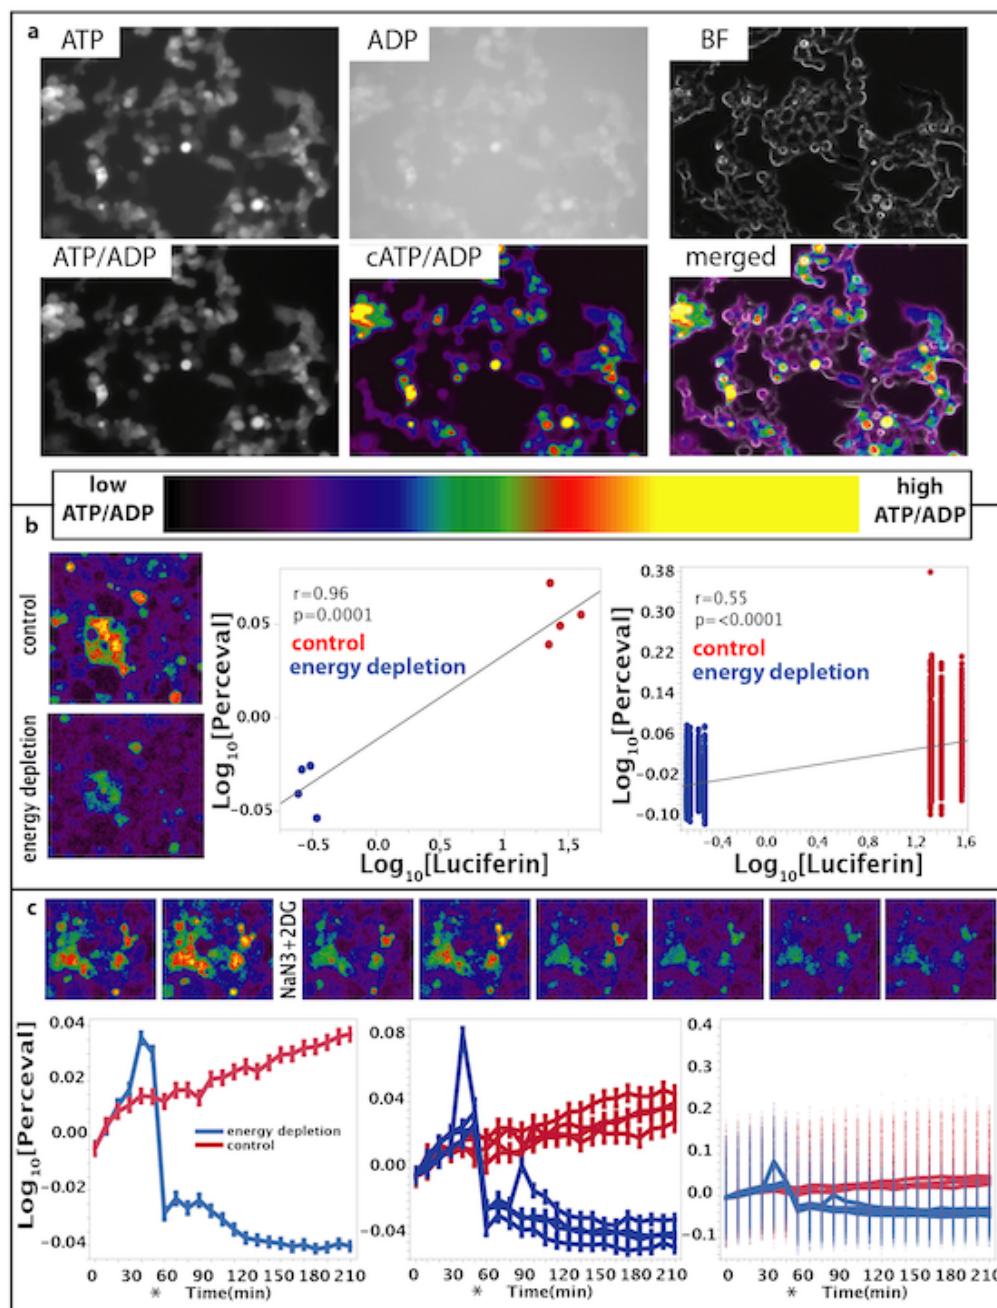 a
ATP
ADP
BF
ATP/ADP
cATP/ADP
merged
low
ATP/ADP
high
ATP/ADP
b
control
energy depletion
Log10[Perceval]
0.05
0.00
−0.05
r=0.96
p=0.0001
control
energy depletion
−0.5 0.0 0,5 1,0 1,5
Log10[Luciferin]
Log10[Perceval]
0.38
0.30
0.22
0.14
0.06
−0.02
−0.10
r=0.55
p=<0.0001
control
energy depletion
−0,4 0.0 0,4 0,8 1,2 1,6
Log10[Luciferin]
c
NaN3+2DG
Log10[Perceval]
0.04
0.02
0.00
−0.02
−0.04
energy depletion
control
0 30 60 90 120 150 180 210
* Time(min)
0.08
0.04
0.00
−0.04
0 30 60 90 120 150 180 210
* Time(min)
0.4
0.3
0.2
0.1
0.0
−0.1
0 30 60 90 120 150 180 210
* Time(min)